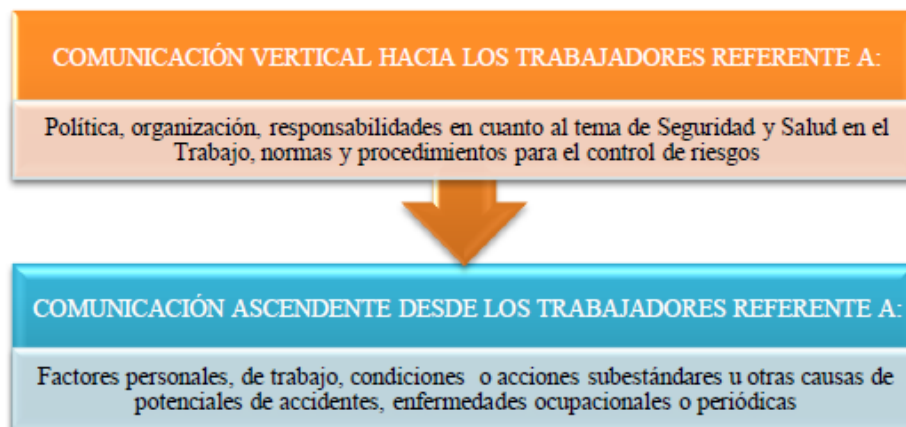 COMUNICACIÓN VERTICAL HACIA LOS TRABAJADORES REFERENTE A:
Política, organización, responsabilidades en cuanto al tema de Seguridad y Salud en el
Trabajo, normas y procedimientos para el control de riesgos
COMUNICACIÓN ASCENDENTE DESDE LOS TRABAJADORES REFERENTE A:
Factores personales, de trabajo, condiciones o acciones subestándares u otras causas de
potenciales de accidentes, enfermedades ocupacionales o periódicas